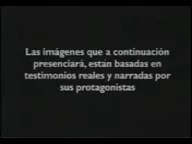 Las imágenes que a continuación
presenciará, están basadas en
testimonios reales y narradas por
sus protagonistas